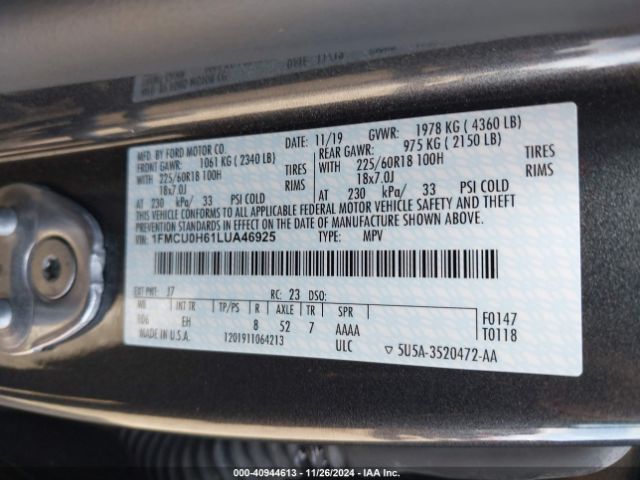 MFD. BY FORD MOTOR CO.
DATE: 11/19 GVWR: 1978 KG ( 4360 LB)
FRONT GAWR: 1061 KG ( 2340 LB)
REAR GAWR: 975 KG ( 2150 LB)
WITH 225/60R18 100H TIRES
WITH 225/60R18 100H TIRES
18x7.0J RIMS
18x7.0J RIMS
AT 230 kPa/ 33 PSI COLD
AT 230 kPa/ 33 PSI COLD
THIS VEHICLE CONFORMS TO ALL APPLICABLE FEDERAL MOTOR VEHICLE SAFETY AND THEFT
PREVENTION STANDARDS IN EFFECT ON THE DATE OF MANUFACTURE SHOWN ABOVE.
VIN: 1FMCU0H61LUA46925 TYPE: MPV
EXT PNT: J7 RC: 23 DSO:
WB INT TR TP/PS R AXLE TR SPR
106 EH 8 52 7 AAAA
F0147
T0118
MADE IN U.S.A. 1201911064213 ULC ▽ 5U5A-3520472-AA
000-40944613 - 11/26/2024 - IAA Inc.